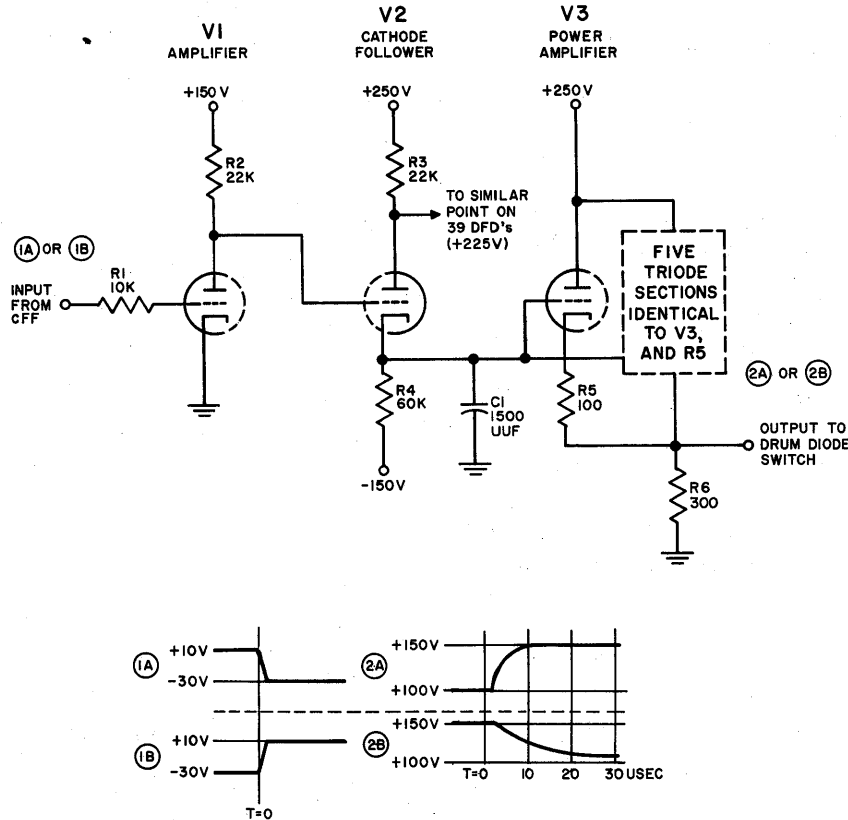 V1
AMPLIFIER
V2
CATHODE
FOLLOWER
V3
POWER
AMPLIFIER
+150V
+250V
+250V
R2
22K
R3
22K
TO SIMILAR
POINT ON
39 DFD's
(+225V)
1A OR 1B
INPUT
FROM
CFF
R1
10K
FIVE
TRIODE
SECTIONS
IDENTICAL
TO V3,
AND R5
R4
60K
C1
1500
UUF
R5
100
2A OR 2B
OUTPUT TO
DRUM DIODE
SWITCH
-150V
R6
300
1A
+10V
-30V
2A
+150V
+100V
1B
+10V
-30V
T=0
2B
+150V
+100V
T=0 10 20 30 USEC